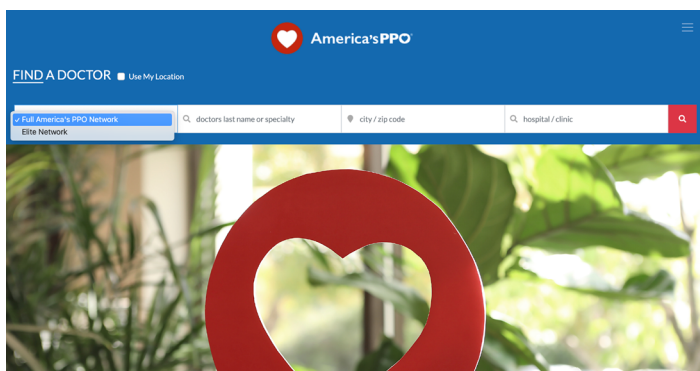 America'sPPO
FIND A DOCTOR Use My Location
✓ Full America's PPO Network
Elite Network
doctors last name or specialty
city / zip code
hospital / clinic